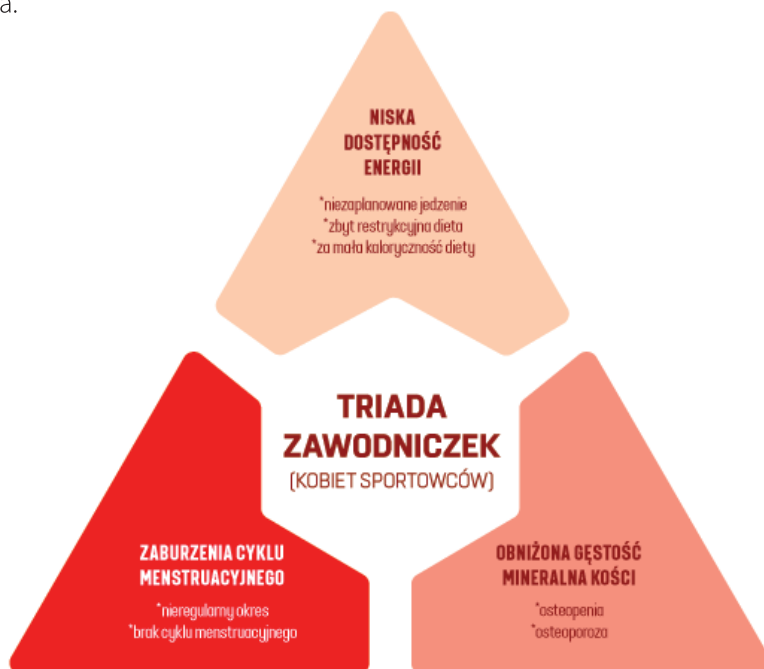 a.
NISKA
DOSTĘPNOŚĆ
ENERGII
*niezaplanowane jedzenie
*zbyt restrykcyjna dieta
*za mała kaloryczność diety
TRIADA
ZAWODNICZEK
(KOBIET SPORTOWCÓW)
ZABURZENIA CYKLU
MENSTRUACYJNEGO
*nieregularny okres
*brak cyklu menstruacyjnego
OBNIŻONA GĘSTOŚĆ
MINERALNA KOŚCI
*osteopenia
*osteoporoza